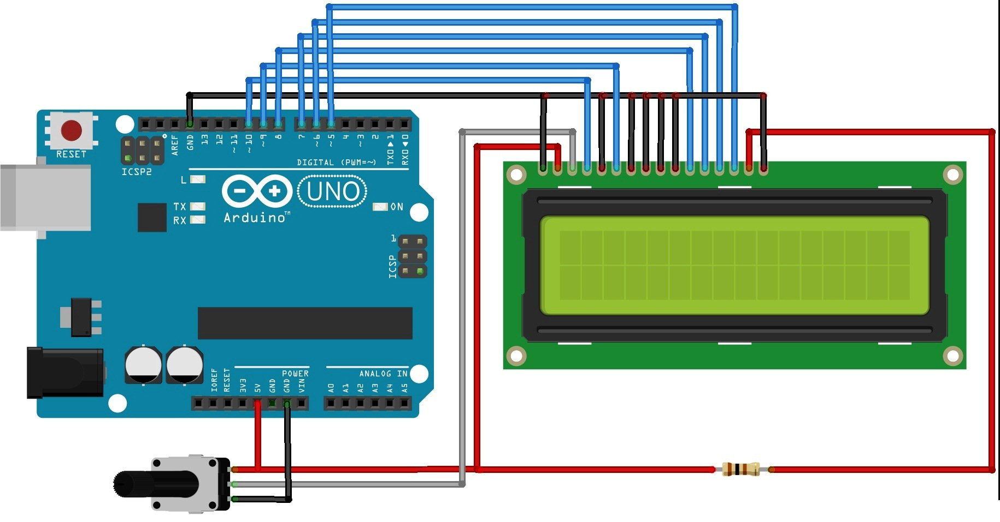 RESET
ICSP2
AREF
GND
13
12
~11
~10
~9
8
7
~6
~5
4
~3
2
TX0▶1
RX0◀0
DIGITAL (PWM=~)
L
TX
RX
UNO
Arduino™
ON
1
ICSP
POWER
ANALOG IN
IOREF
RESET
3V3
5V
GND
GND
VIN
A0
A1
A2
A3
A4
A5